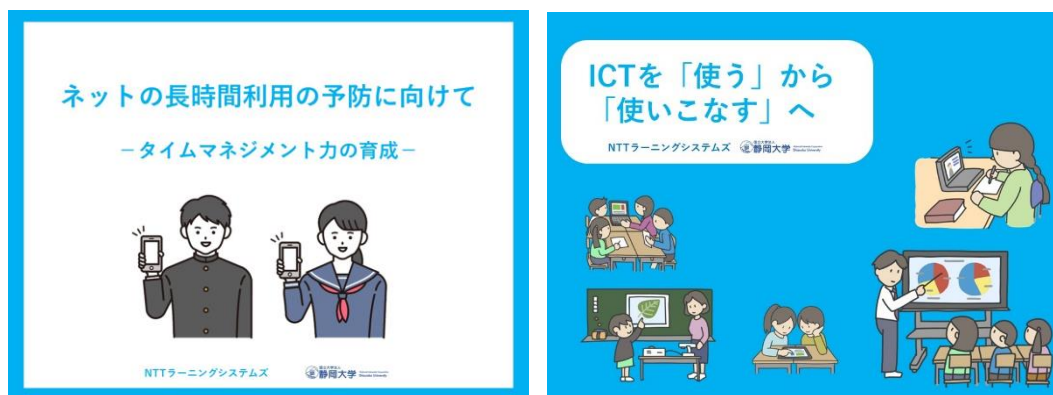 ネットの長時間利用の予防に向けて
－タイムマネジメント力の育成－
NTTラーニングシステムズ
静岡大学
ICTを「使う」から
「使いこなす」へ
NTTラーニングシステムズ
静岡大学